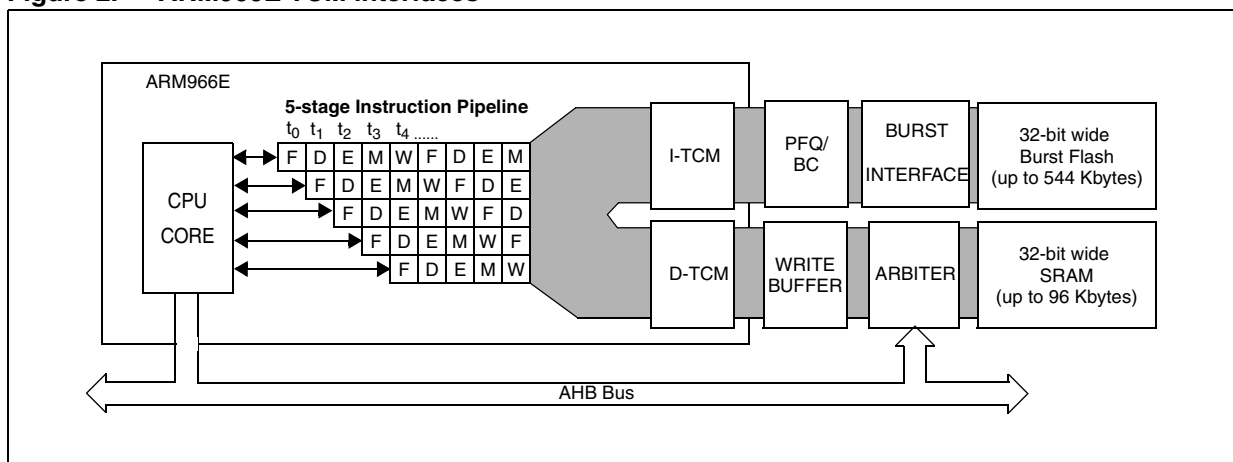 ARM966E
5-stage Instruction Pipeline
t0 t1 t2 t3 t4 ......
F D E M W F D E M
F D E M W F D E
F D E M W F D
F D E M W F
F D E M W
CPU
CORE
I-TCM
PFQ/
BC
BURST
INTERFACE
32-bit wide
Burst Flash
(up to 544 Kbytes)
D-TCM
WRITE
BUFFER
ARBITER
32-bit wide
SRAM
(up to 96 Kbytes)
AHB Bus